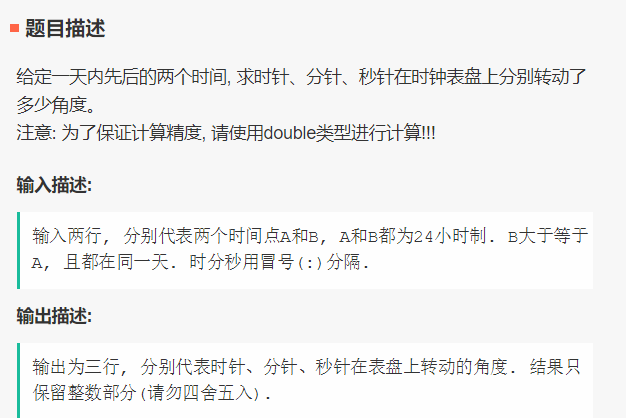 题目描述
给定一天内先后的两个时间, 求时针、分针、秒针在时钟表盘上分别转动了
多少角度。
注意: 为了保证计算精度, 请使用double类型进行计算!!!
输入描述:
输入两行, 分别代表两个时间点A和B, A和B都为24小时制. B大于等于
A, 且都在同一天. 时分秒用冒号(:)分隔.
输出描述:
输出为三行, 分别代表时针、分针、秒针在表盘上转动的角度. 结果只
保留整数部分(请勿四舍五入).